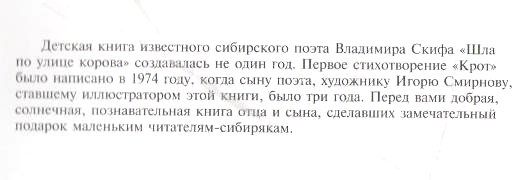 Детская книга известного сибирского поэта Владимира Скифа «Шла
по улице корова» создавалась не один год. Первое стихотворение «Крот»
было написано в 1974 году, когда сыну поэта, художнику Игорю Смирнову,
ставшему иллюстратором этой книги, было три года. Перед вами добрая,
солнечная, познавательная книга отца и сына, сделавших замечательный
подарок маленьким читателям-сибирякам.